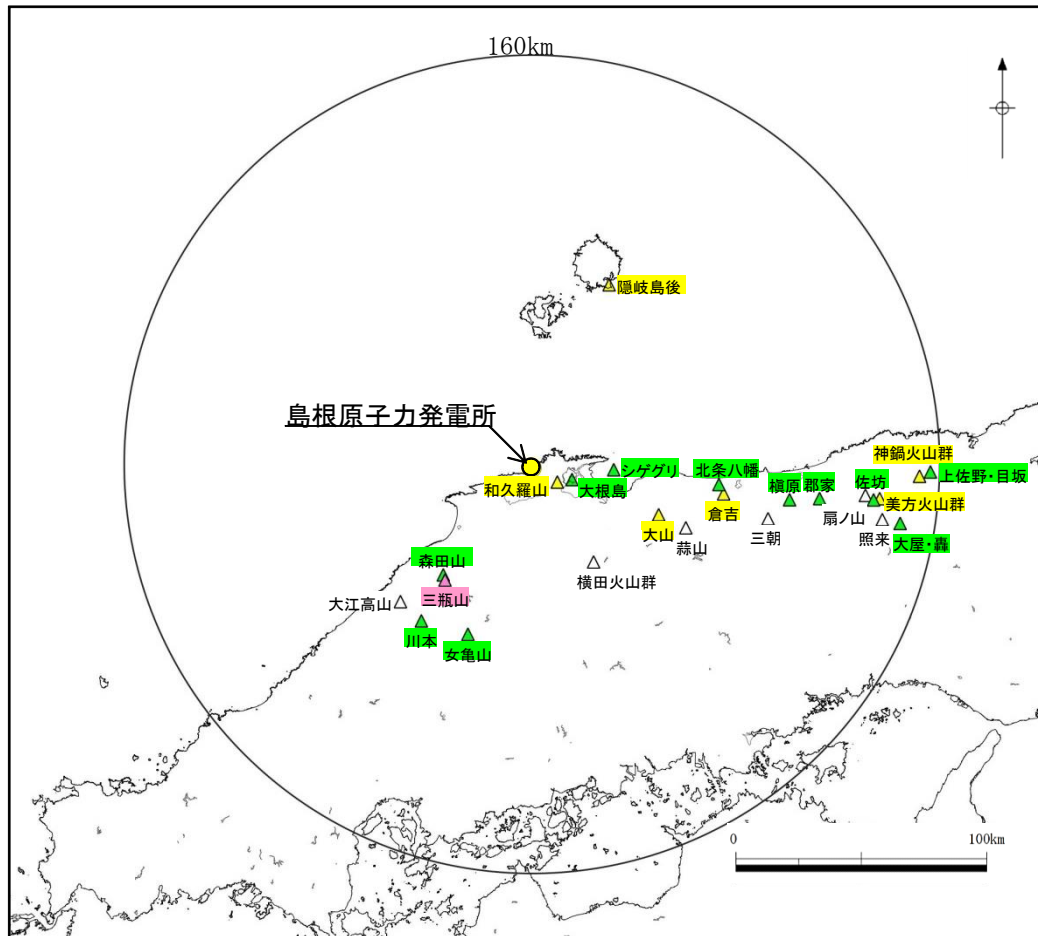 160km
隠岐島後
島根原子力発電所
神鍋火山群
シゲグリ
北条八幡
佐坊
上佐野・目坂
和久羅山
大根島
槇原
郡家
美方火山群
倉吉
扇ノ山
大山
三朝
照来
蒜山
大屋・轟
森田山
横田火山群
三瓶山
大江高山
川本
女亀山
0
100km